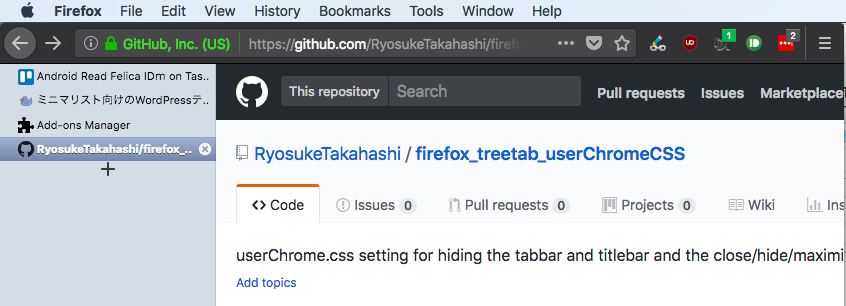 Firefox File Edit View History Bookmarks Tools Window Help
GitHub, Inc. (US) https://github.com/RyosukeTakahashi/firef
1 2
Android Read Felica IDm on Tas..
ミニマリスト向けのWordPressテ..
Add-ons Manager
RyosukeTakahashi/firefox_..
This repository Search Pull requests Issues Marketplace
RyosukeTakahashi / firefox_treetab_userChromeCSS
Code Issues 0 Pull requests 0 Projects 0 Wiki Ins
userChrome.css setting for hiding the tabbar and titlebar and the close/hide/maximi
Add topics